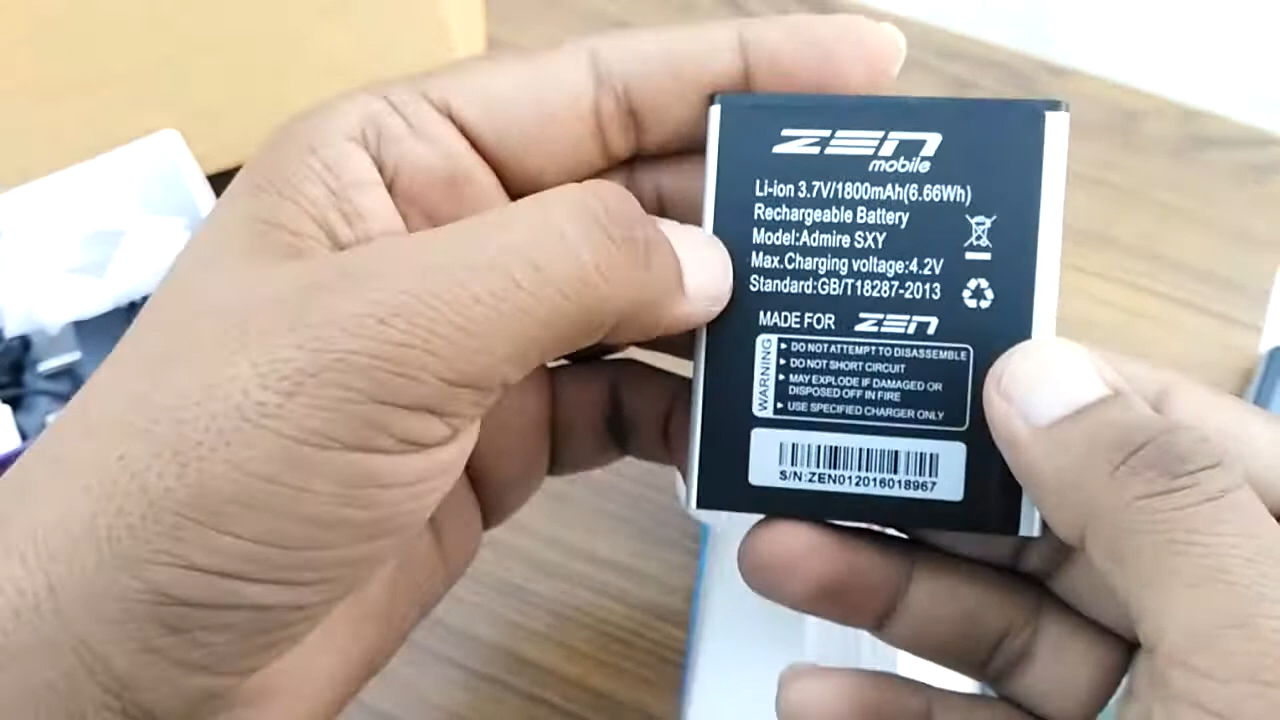 ZEN
mobile
Li-ion 3.7V/1800mAh(6.66Wh)
Rechargeable Battery
Model:Admire SXY
Max.Charging voltage:4.2V
Standard:GB/T18287-2013
MADE FOR ZEN
WARNING
DO NOT ATTEMPT TO DISASSEMBLE
DO NOT SHORT CIRCUIT
MAY EXPLODE IF DAMAGED OR
DISPOSED OFF IN FIRE
USE SPECIFIED CHARGER ONLY
S/N:ZEN012016018967